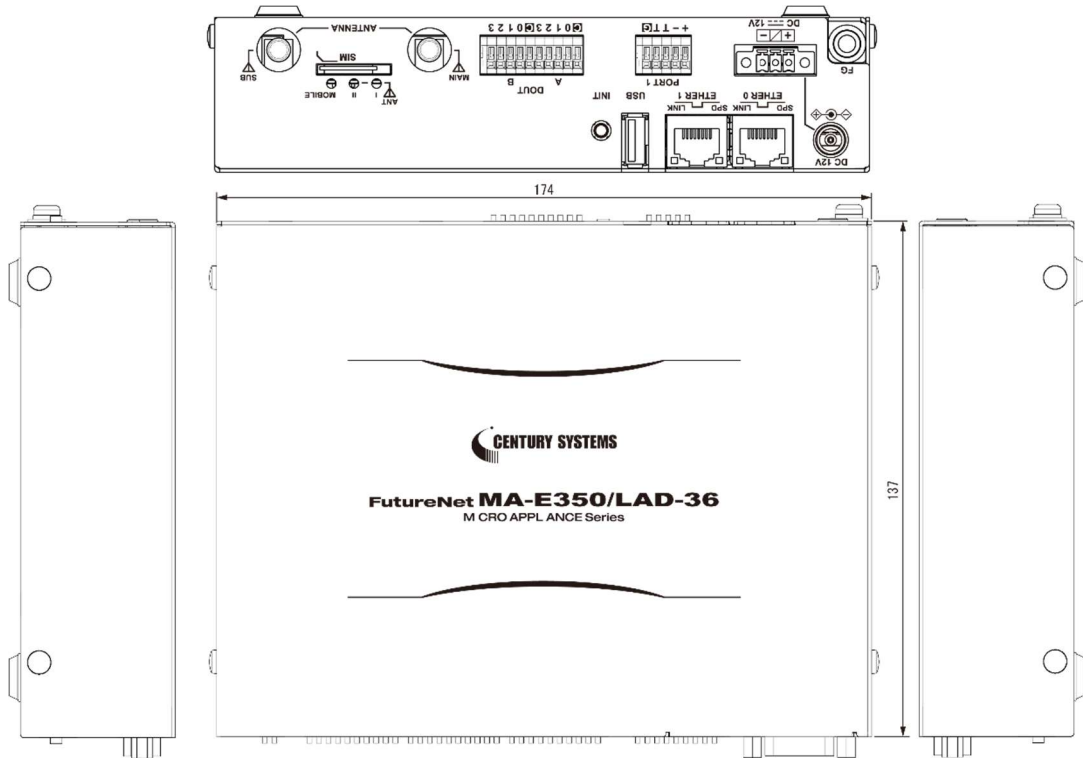 ANTENNA
SUB
MAIN
SIM
MOBILE
II
I
ANT
3 2 1 0 C 3 2 1 0 C
B
A
DOUT
+ - T T C
PORT 1
INIT
USB
ETHER 1
LINK
SPD
ETHER 0
LINK
SPD
DC 12V
- +
FG
DC 12V
174
137
CENTURY SYSTEMS
FutureNet MA-E350/LAD-36
M CRO APPL ANCE Series